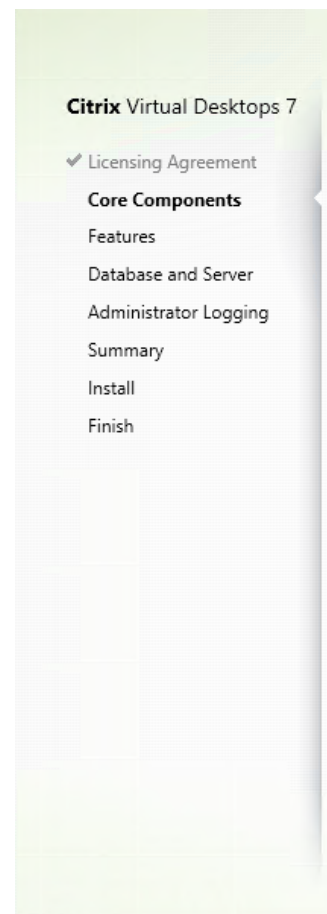 Citrix Virtual Desktops 7
Licensing Agreement
Core Components
Features
Database and Server
Administrator Logging
Summary
Install
Finish